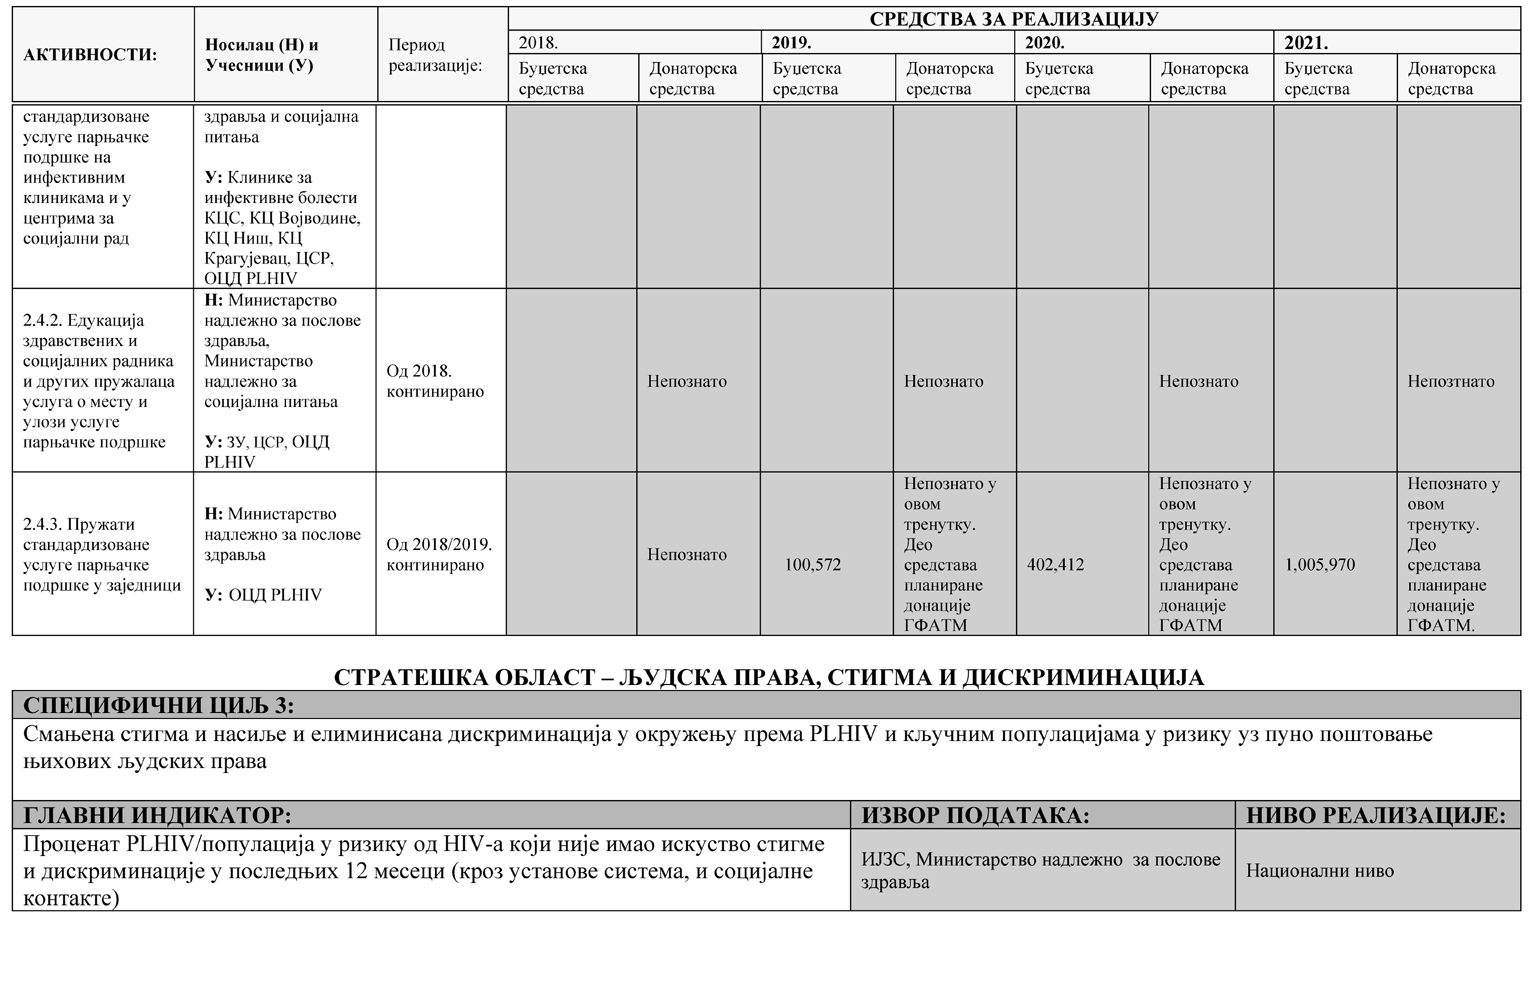 АКТИВНОСТИ:
Носилац (Н) и
Учесници (У)
Период
реализације:
СРЕДСТВА ЗА РЕАЛИЗАЦИЈУ
2018.
2019.
2020.
2021.
Буџетска
средства
Донаторска
средства
Буџетска
средства
Донаторска
средства
Буџетска
средства
Донаторска
средства
Буџетска
средства
Донаторска
средства
стандардизоване
услуге парњачке
подршке на
инфективним
клиникама и у
центрима за
социјални рад
здравља и социјална
питања
У: Клинике за
инфективне болести
КЦС, КЦ Војводине,
КЦ Ниш, КЦ
Крагујевац, ЦСР,
ОЦД PLHIV
2.4.2. Едукација
здравствених и
социјалних радника
и других пружалаца
услуга о месту и
улози услуге
парњачке подршке
Н: Министарство
надлежно за послове
здравља,
Министарство
надлежно за
социјална питања
У: ЗУ, ЦСР, ОЦД
PLHIV
Од 2018.
континирано
Непознато
Непознато
Непознато
Непозтнато
2.4.3. Пружати
стандардизоване
услуге парњачке
подршке у заједници
Н: Министарство
надлежно за послове
здравља
У: ОЦД PLHIV
Од 2018/2019.
континирано
Непознато
100,572
Непознато у
овом
тренутку.
Део
средстава
планиране
донације
ГФАТМ
402,412
Непознато у
овом
тренутку.
Део
средстава
планиране
донације
ГФАТМ
1,005,970
Непознато у
овом
тренутку.
Део
средстава
планиране
донације
ГФАТМ.
СТРАТЕШКА ОБЛАСТ – ЉУДСКА ПРАВА, СТИГМА И ДИСКРИМИНАЦИЈА
СПЕЦИФИЧНИ ЦИЉ 3:
Смањена стигма и насиље и елиминисана дискриминација у окружењу према PLHIV и кључним популацијама у ризику уз пуно поштовање
њихових људских права
ГЛАВНИ ИНДИКАТОР:
ИЗВОР ПОДАТАКА:
НИВО РЕАЛИЗАЦИЈЕ:
Проценат PLHIV/популација у ризику од HIV-а који није имао искуство стигме
и дискриминације у последњих 12 месеци (кроз установе система, и социјалне
контакте)
ИЈЗС, Министарство надлежно за послове
здравља
Национални ниво